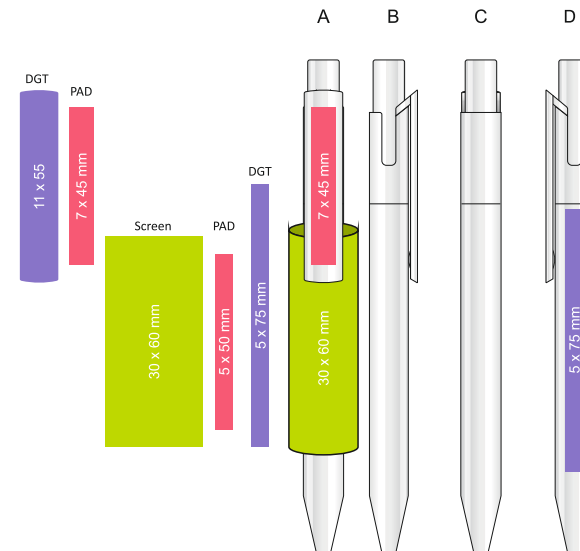 A B C D
DGT
PAD
11 x 55
7 x 45 mm
7 x 45 mm
DGT
Screen
PAD
30 x 60 mm
5 x 50 mm
5 x 75 mm
30 x 60 mm
5 x 75 mm